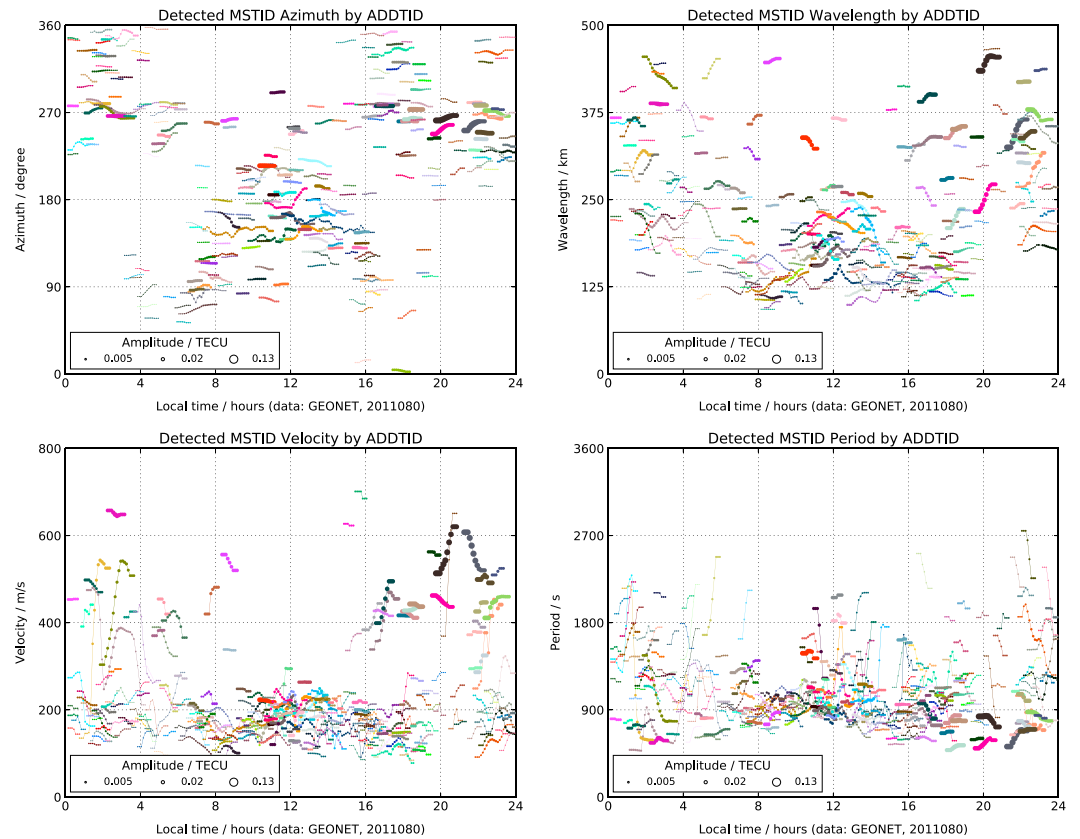 Detected MSTID Azimuth by ADDTID
360
270
180
90
0
Azimuth / degree
Amplitude / TECU
0.005 0.02 0.13
0 4 8 12 16 20 24
Local time / hours (data: GEONET, 2011080)
Detected MSTID Wavelength by ADDTID
500
375
250
125
0
Wavelength / km
Amplitude / TECU
0.005 0.02 0.13
0 4 8 12 16 20 24
Local time / hours (data: GEONET, 2011080)
Detected MSTID Velocity by ADDTID
800
600
400
200
0
Velocity / m/s
Amplitude / TECU
0.005 0.02 0.13
0 4 8 12 16 20 24
Local time / hours (data: GEONET, 2011080)
Detected MSTID Period by ADDTID
3600
2700
1800
900
0
Period / s
Amplitude / TECU
0.005 0.02 0.13
0 4 8 12 16 20 24
Local time / hours (data: GEONET, 2011080)